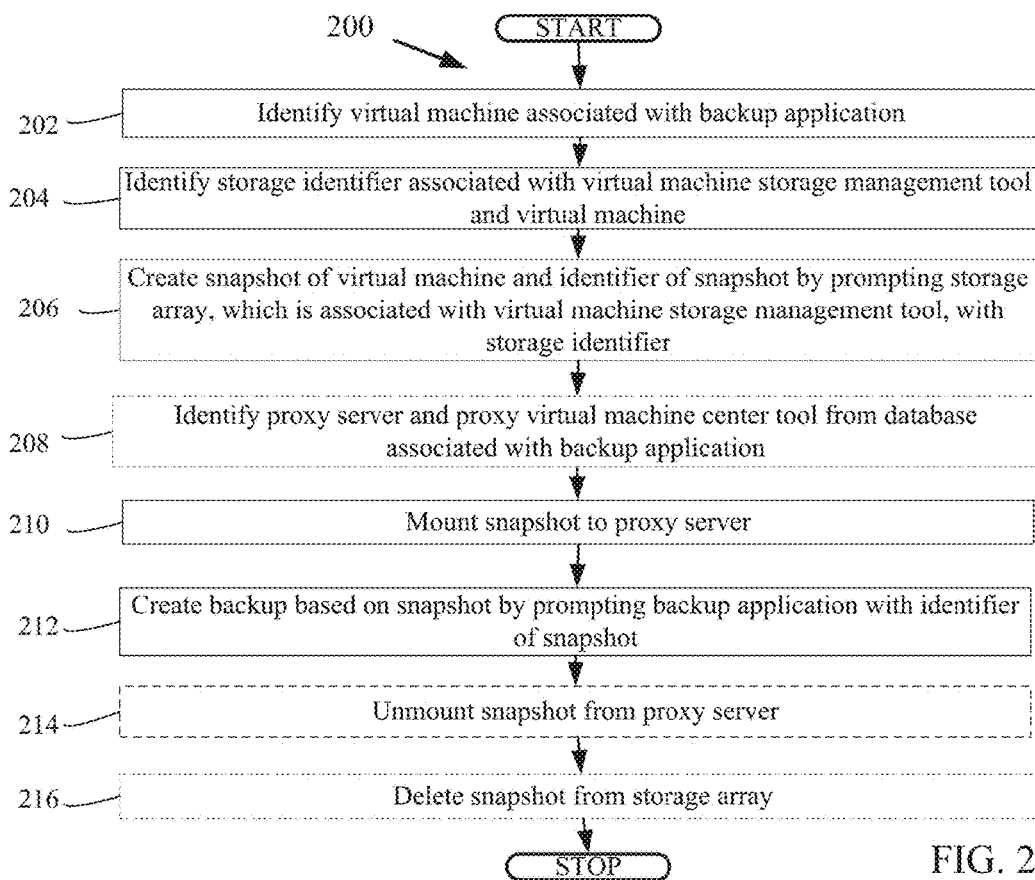 200
START
202
Identify virtual machine associated with backup application
204
Identify storage identifier associated with virtual machine storage management tool
and virtual machine
206
Create snapshot of virtual machine and identifier of snapshot by prompting storage
array, which is associated with virtual machine storage management tool, with
storage identifier
208
Identify proxy server and proxy virtual machine center tool from database
associated with backup application
210
Mount snapshot to proxy server
212
Create backup based on snapshot by prompting backup application with identifier
of snapshot
214
Unmount snapshot from proxy server
216
Delete snapshot from storage array
STOP
FIG. 2